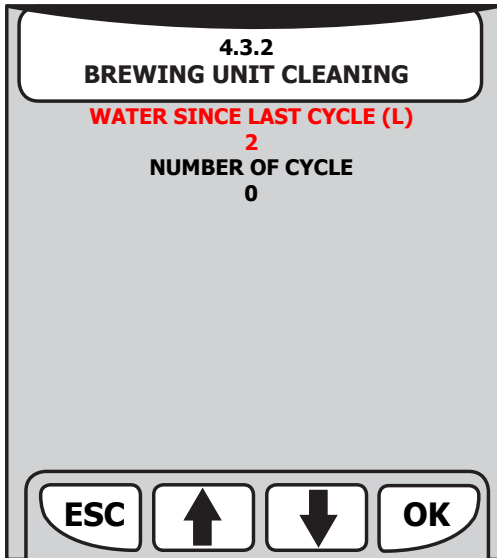 4.3.2
BREWING UNIT CLEANING
WATER SINCE LAST CYCLE (L)
2
NUMBER OF CYCLE
0
ESC OK